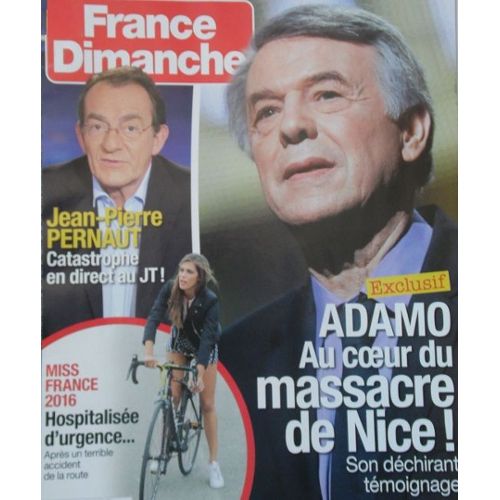 France
Dimanche
Jean-Pierre
PERNAUT
Catastrophe
en direct au JT !
Exclusif
ADAMO
Au cœur du
massacre
de Nice !
Son déchirant
témoignage
MISS
FRANCE
2016
Hospitalisée
d'urgence...
Après un terrible
accident
de la route